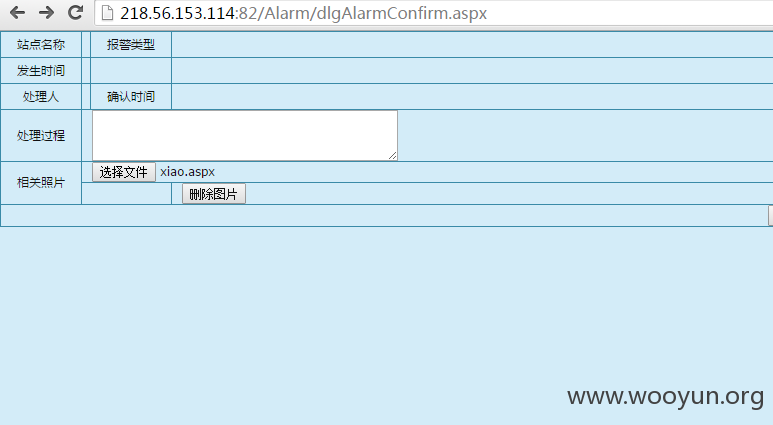 218.56.153.114:82/Alarm/dlgAlarmConfirm.aspx
站点名称 报警类型
发生时间
处理人 确认时间
处理过程
相关照片 选择文件 xiao.aspx
删除图片
www.wooyun.org